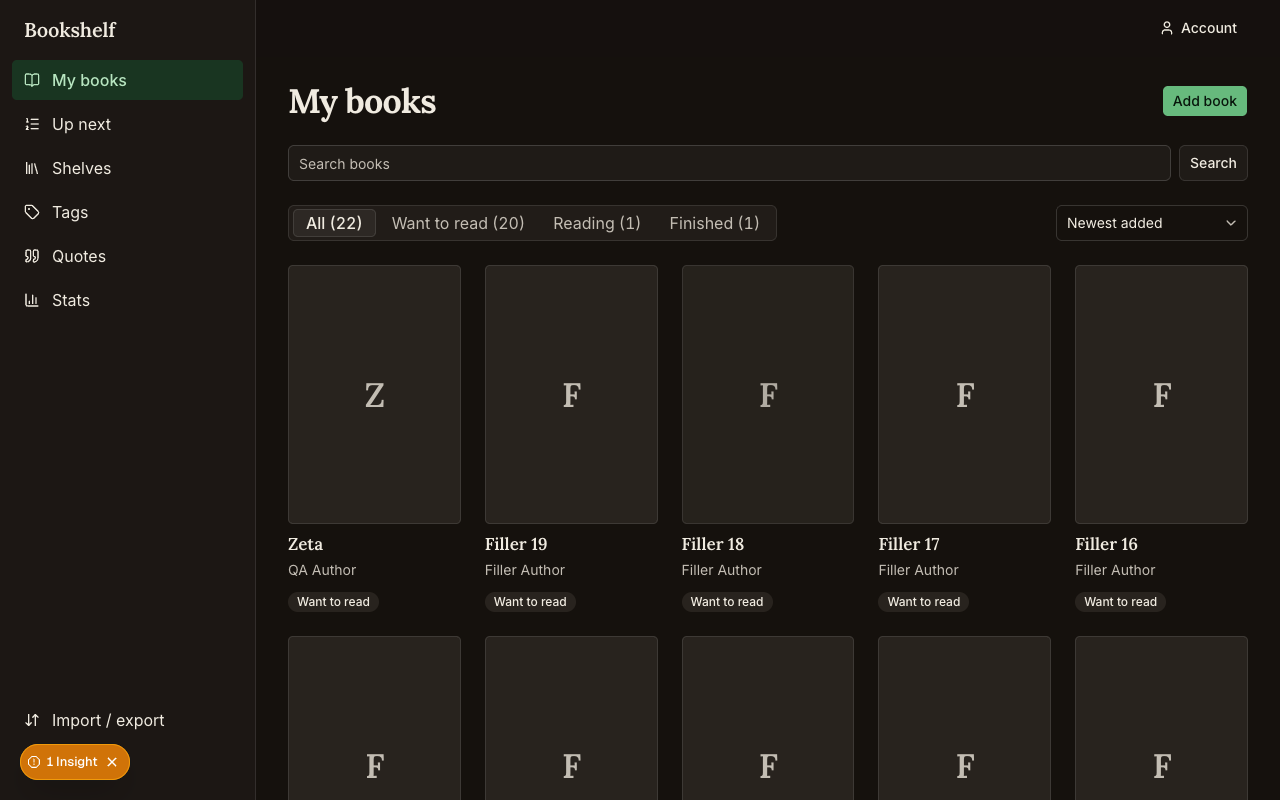 Bookshelf
My books
Up next
Shelves
Tags
Quotes
Stats
Import / export
1 Insight
Account
My books
Add book
Search books
Search
All (22)
Want to read (20)
Reading (1)
Finished (1)
Newest added
Z
F
F
F
F
Zeta
Filler 19
Filler 18
Filler 17
Filler 16
QA Author
Filler Author
Filler Author
Filler Author
Filler Author
Want to read
Want to read
Want to read
Want to read
Want to read
F
F
F
F
F